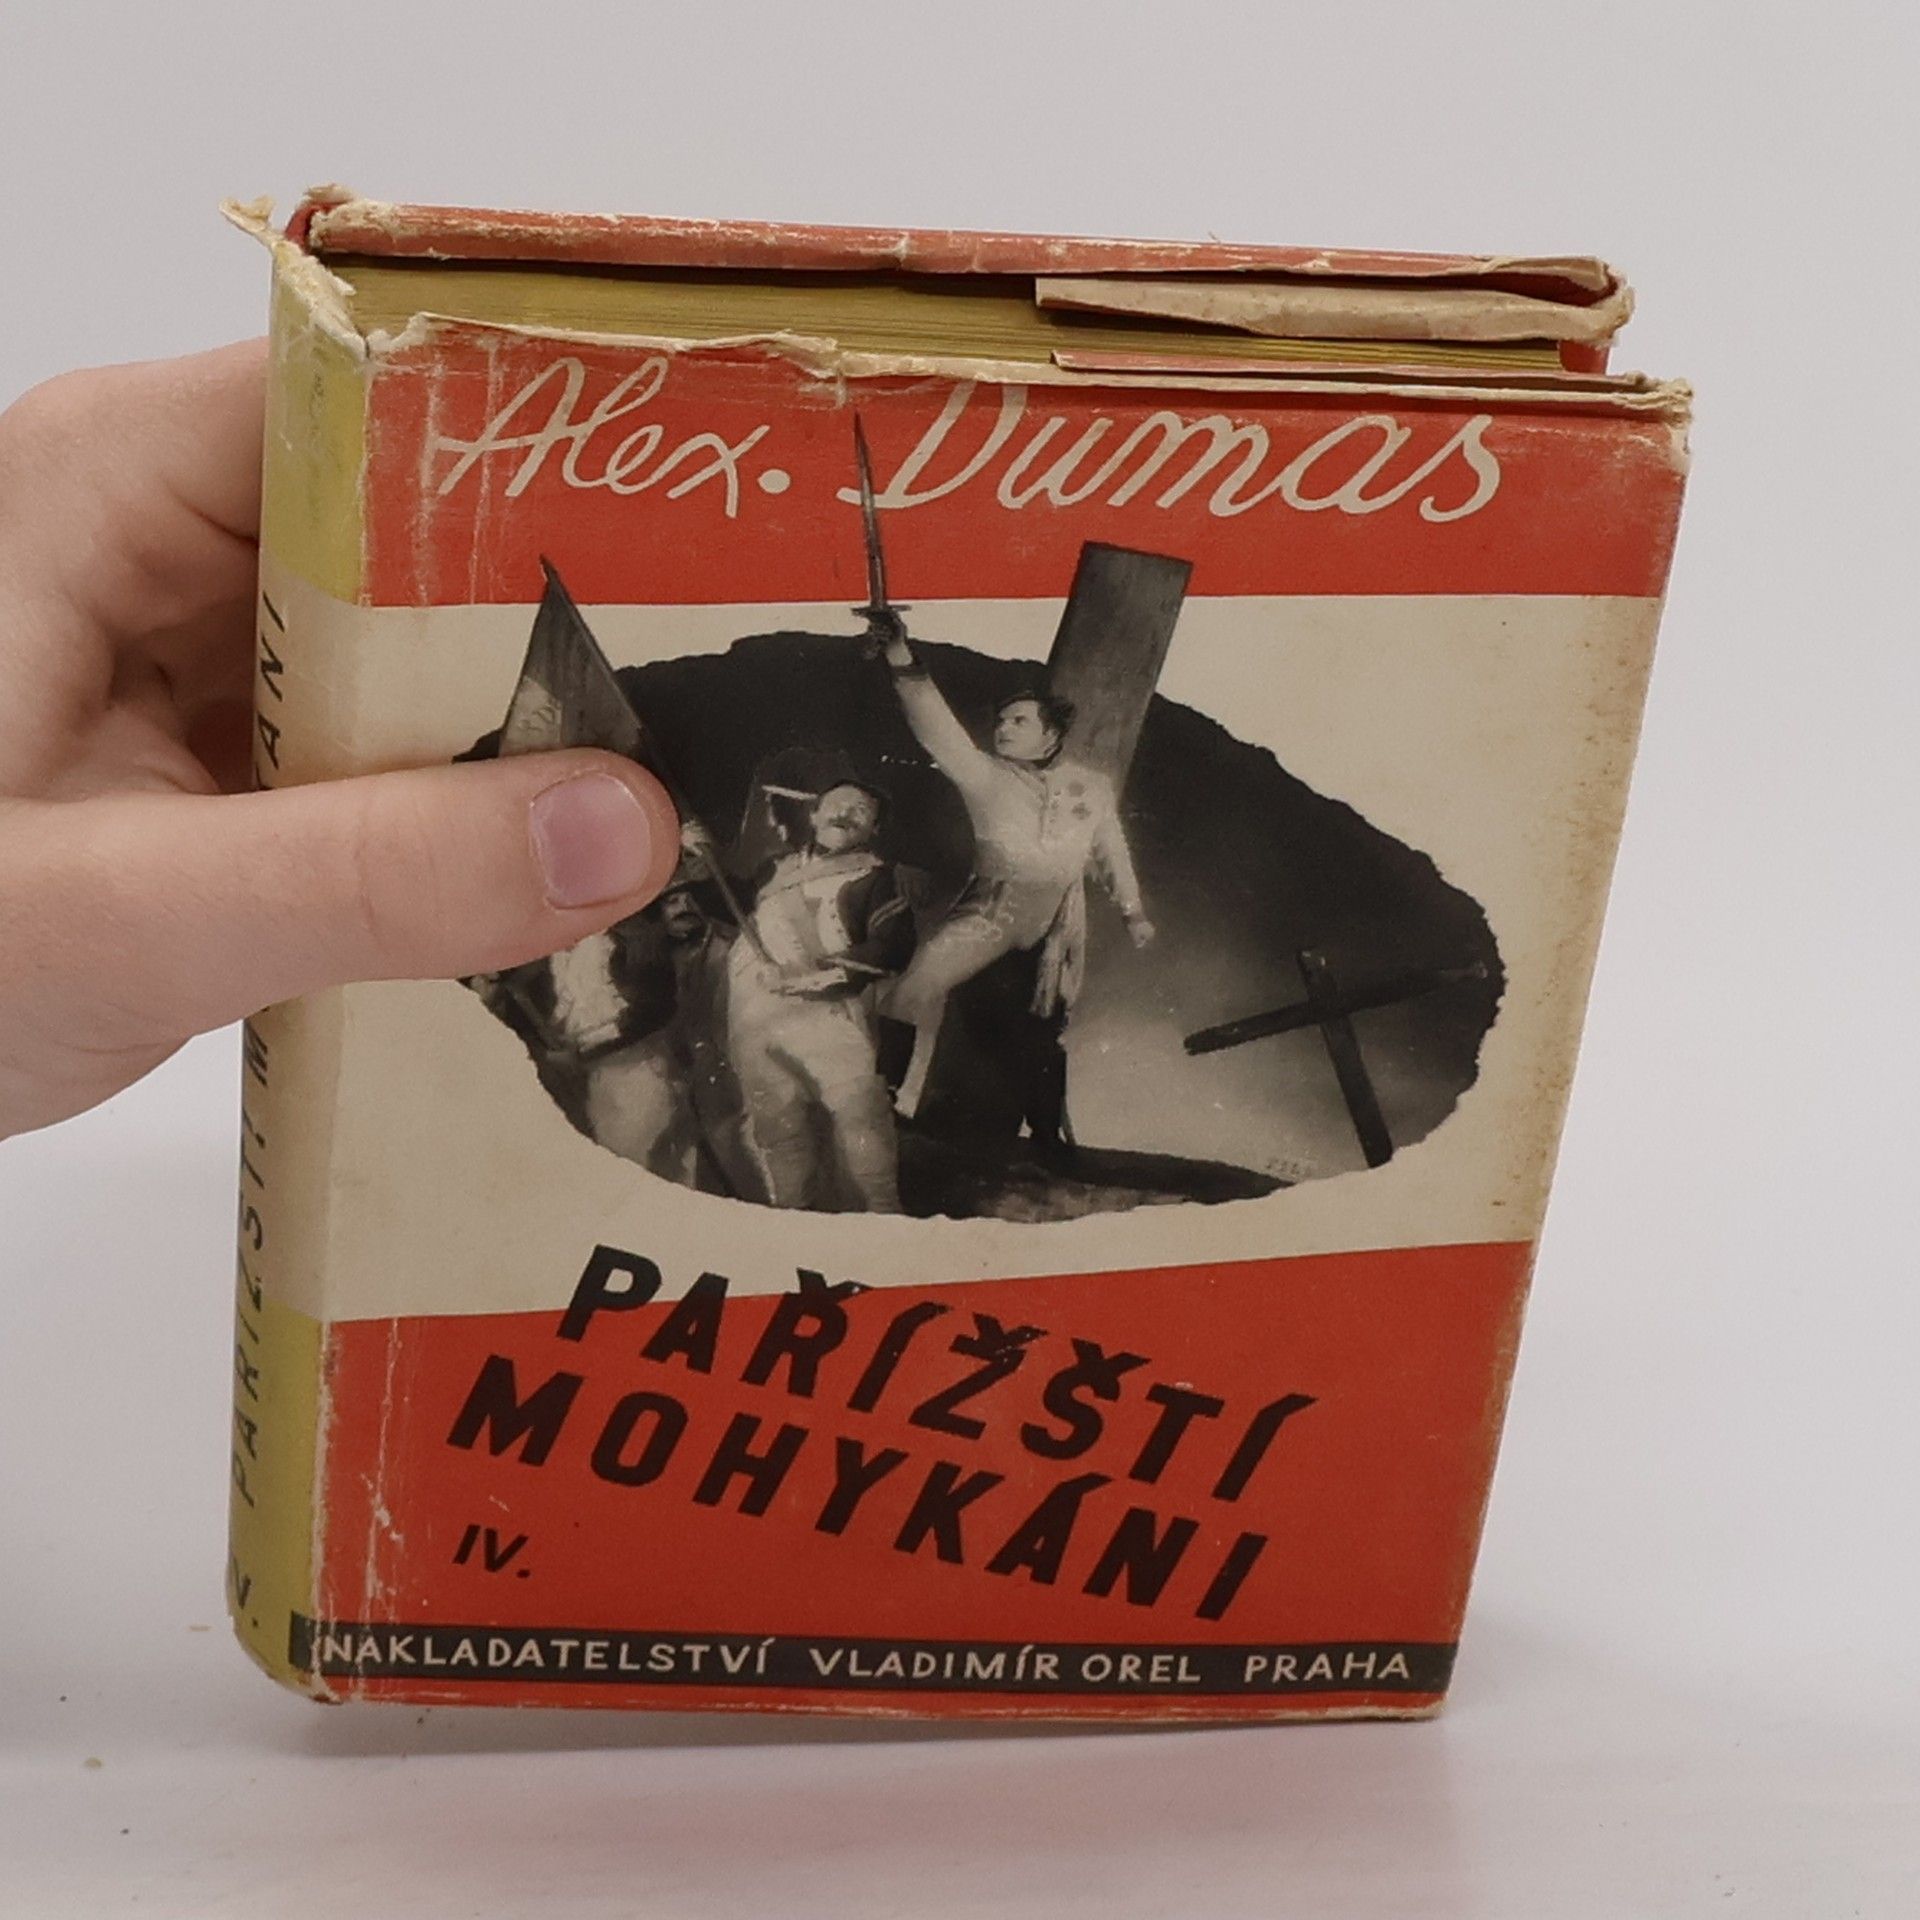 Alex. Dumas
PAŘÍŽŠTÍ
MOHYKÁNI
IV.
NAKLADATELSTVÍ VLADIMÍR OREL PRAHA
PAŘÍŽŠTÍ